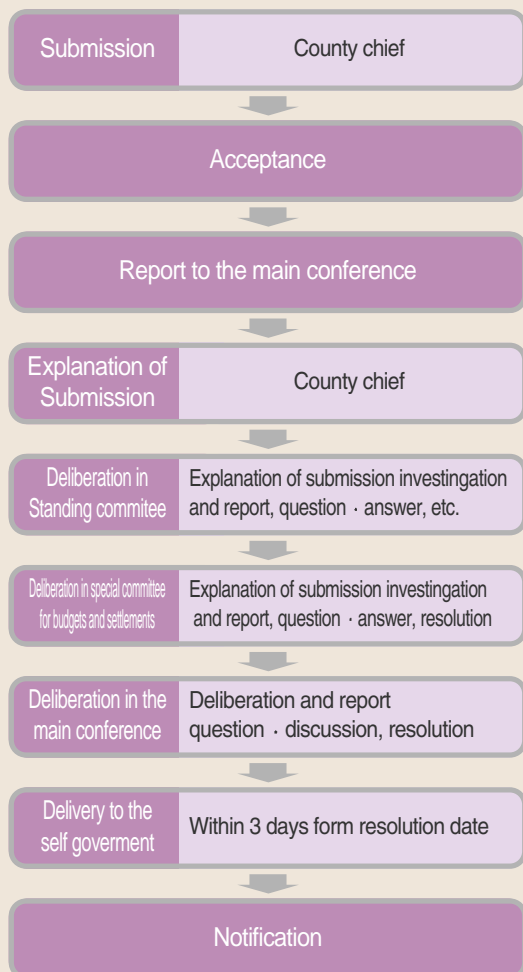 Submission County chief
Acceptance
Report to the main conference
Explanation of
Submission
County chief
Deliberation in
Standing commitee
Explanation of submission investingation
and report, question · answer, etc.
Deliberation in special committee
for budgets and settlements
Explanation of submission investingation
and report, question · answer, resolution
Deliberation in the
main conference
Deliberation and report
question · discussion, resolution
Delivery to the
self goverment
Within 3 days form resolution date
Notification